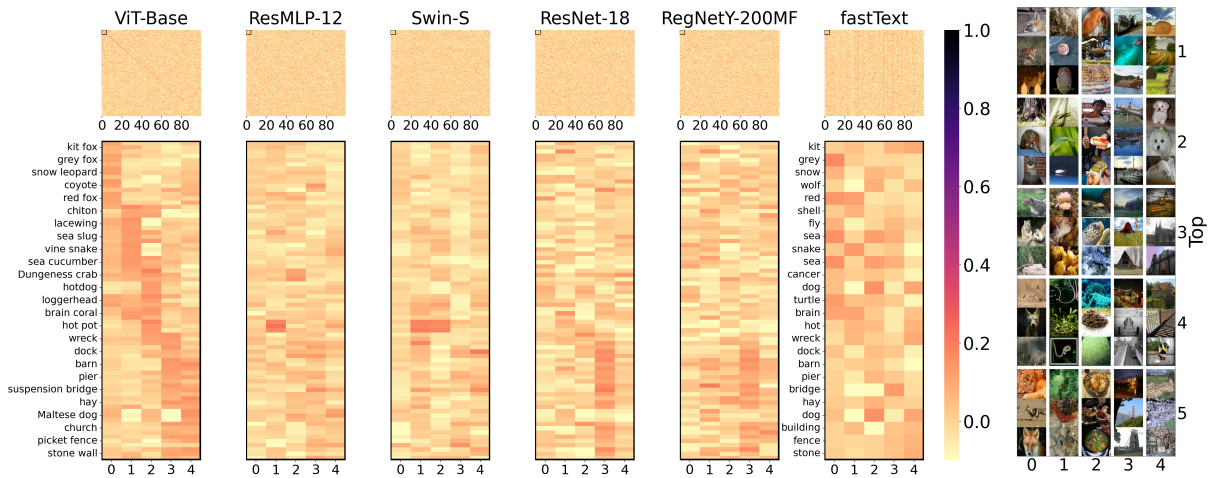 ViT-Base ResMLP-12 Swin-S ResNet-18 RegNetY-200MF fastText
0 20 40 60 80 0 20 40 60 80 0 20 40 60 80 0 20 40 60 80 0 20 40 60 80 0 20 40 60 80
kit fox
grey fox
snow leopard
coyote
red fox
chiton
lacewing
sea slug
vine snake
sea cucumber
Dungeness crab
hotdog
loggerhead
brain coral
hot pot
wreck
dock
barn
pier
suspension bridge
hay
Maltese dog
church
picket fence
stone wall
0 1 2 3 4 0 1 2 3 4 0 1 2 3 4 0 1 2 3 4 0 1 2 3 4
kit
grey
snow
wolf
red
shell
fly
sea
snake
sea
cancer
dog
turtle
brain
hot
wreck
dock
barn
pier
bridge
hay
dog
building
fence
stone
0 1 2 3 4
1.0
0.8
0.6
0.4
0.2
0.0
1
2
3
4
5
Top
0 1 2 3 4